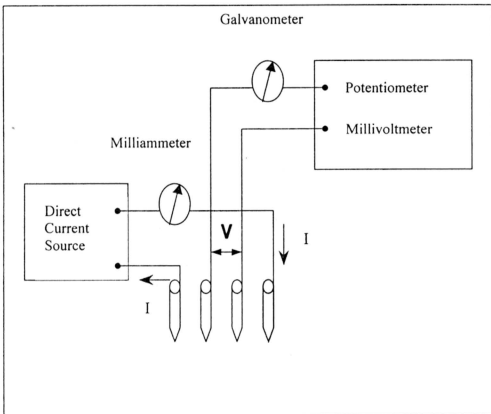 Galvanometer
Potentiometer
Millivoltmeter
Milliammeter
Direct
Current
Source
V
I
I